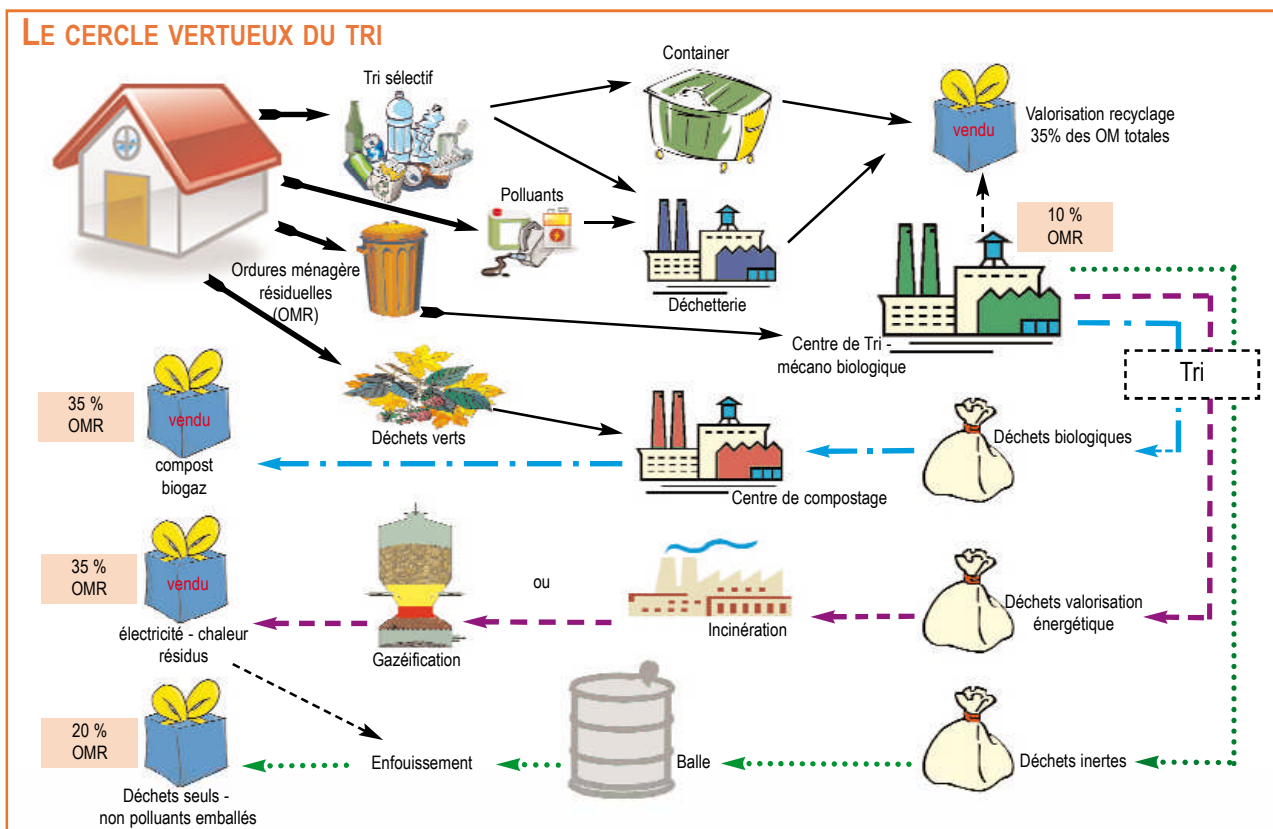 LE CERCLE VERTUEUX DU TRI
Tri sélectif
Container
vendu
Valorisation recyclage
35% des OM totales
Polluants
10 %
OMR
Ordures ménagère
résiduelles
(OMR)
Déchetterie
Centre de Tri -
mécano biologique
Tri
35 %
OMR
vendu
compost
biogaz
Déchets verts
Centre de compostage
Déchets biologiques
35 %
OMR
vendu
électricité - chaleur
résidus
Gazéification
ou
Incinération
Déchets valorisation
énergétique
20 %
OMR
Déchets seuls -
non polluants emballés
Enfouissement
Balle
Déchets inertes